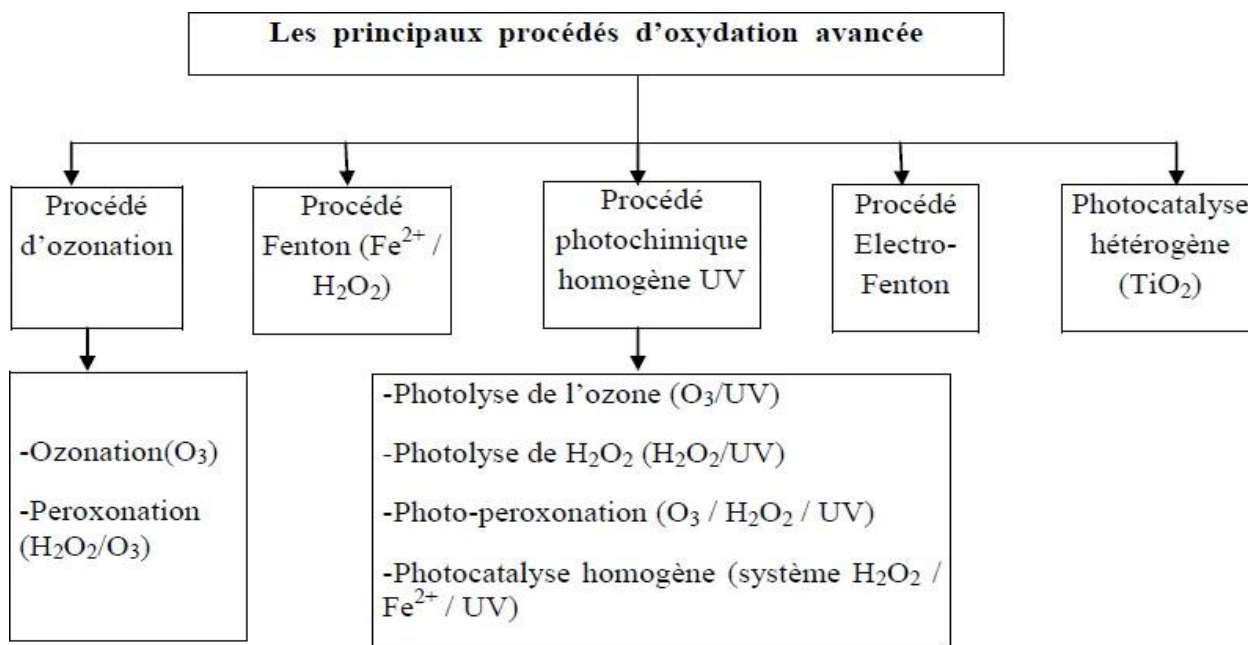 Les principaux procédés d’oxydation avancée
Procédé
d’ozonation
Procédé
Fenton (Fe²⁺ /
H₂O₂)
Procédé
photochimique
homogène UV
Procédé
Electro-
Fenton
Photocatalyse
hétérogène
(TiO₂)
-Ozonation(O₃)
-Peroxonation
(H₂O₂/O₃)
-Photolyse de l’ozone (O₃/UV)
-Photolyse de H₂O₂ (H₂O₂/UV)
-Photo-peroxonation (O₃ / H₂O₂ / UV)
-Photocatalyse homogène (système H₂O₂ /
Fe²⁺ / UV)